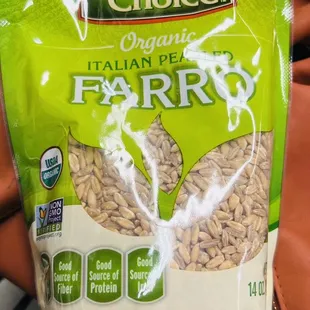 Choice
Organic
ITALIAN PEARLED
FARRO
USDA
ORGANIC
NON
GMO
Project
VERIFIED
Good
Source of
Fiber
Good
Source of
Protein
Good
Source of
14 OZ